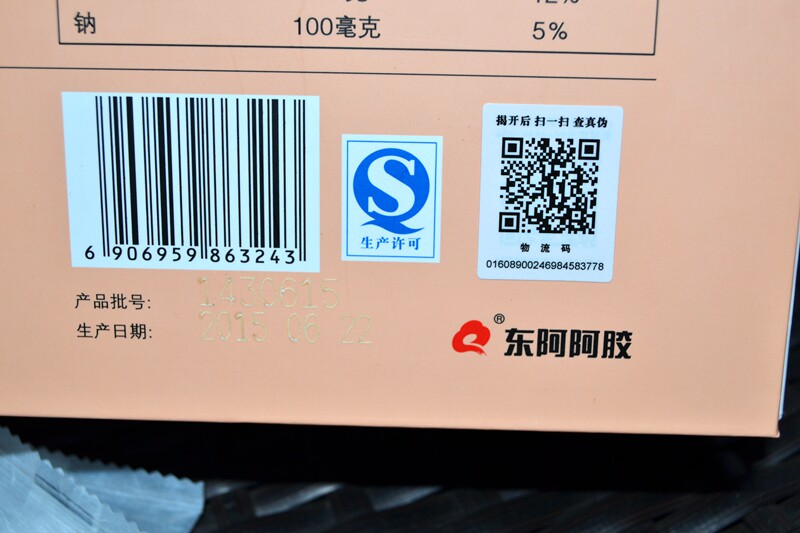 钠 100毫克 5%
6 906959 863243
S
生产许可
揭开后 扫一扫 查真伪
物流码
01608900246984583778
产品批号: 1430615
生产日期: 2015 06 22
®东阿阿胶